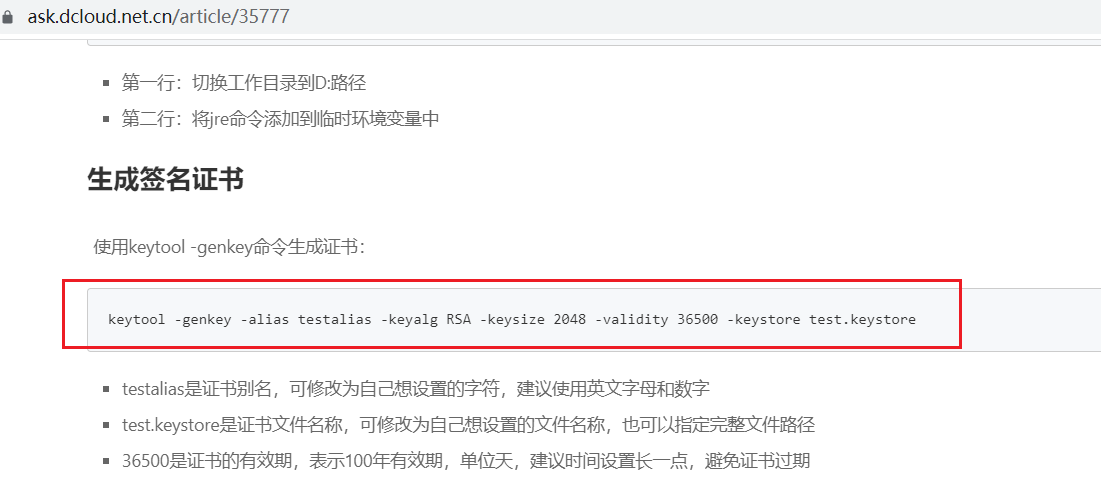 ask.dcloud.net.cn/article/35777
第一行：切换工作目录到D:路径
第二行：将jre命令添加到临时环境变量中
生成签名证书
使用keytool -genkey命令生成证书：
keytool -genkey -alias testalias -keyalg RSA -keysize 2048 -validity 36500 -keystore test.keystore
testalias是证书别名，可修改为自己想设置的字符，建议使用英文字母和数字
test.keystore是证书文件名称，可修改为自己想设置的文件名称，也可以指定完整文件路径
36500是证书的有效期，表示100年有效期，单位天，建议时间设置长一点，避免证书过期